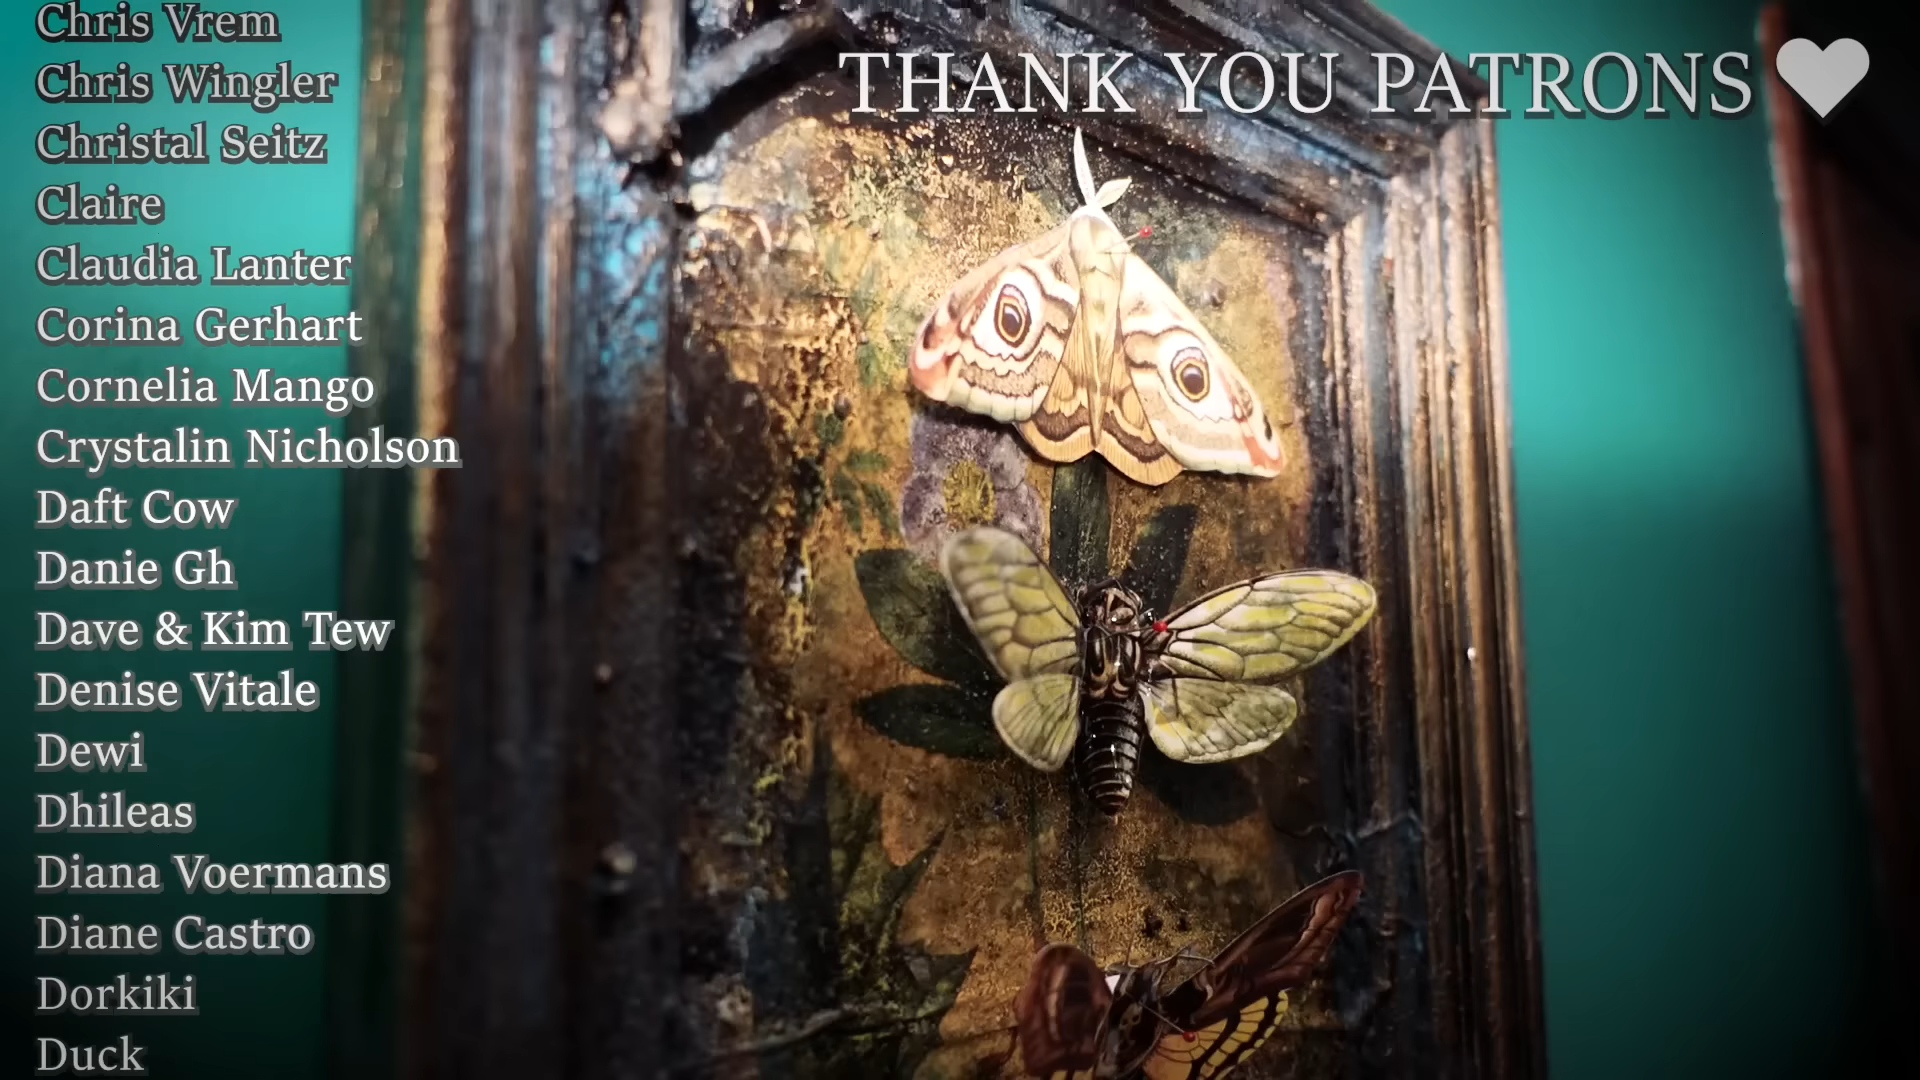 THANK YOU PATRONS
Chris Vrem
Chris Wingler
Christal Seitz
Claire
Claudia Lanter
Corina Gerhart
Cornelia Mango
Crystalin Nicholson
Daft Cow
Danie Gh
Dave & Kim Tew
Denise Vitale
Dewi
Dhileas
Diana Voermans
Diane Castro
Dorkiki
Duck